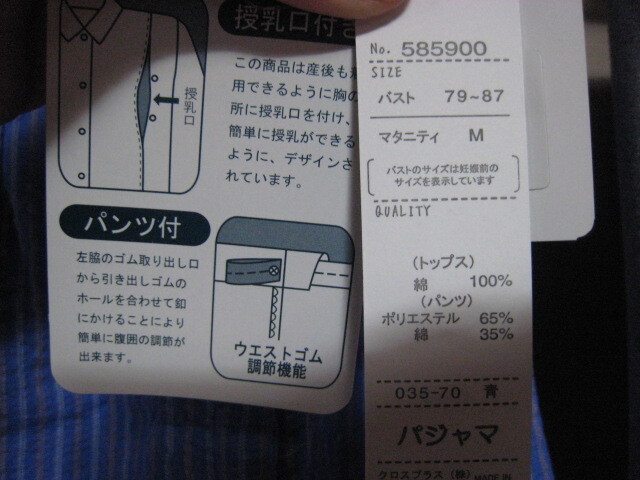 授乳口付き
この商品は産後も
用できるように胸の
所に授乳口を付け、
簡単に授乳ができる
ように、デザインさ
れています。
授乳口
パンツ付
左脇のゴム取り出し口
から引き出しゴムの
ホールを合わせて釦
にかけることにより
簡単に腹囲の調節が
出来ます。
ウエストゴム
調節機能
No. 585900
SIZE
バスト 79~87
マタニティ M
バストのサイズは妊娠前の
サイズを表示しています
QUALITY
(トップス)
綿 100%
(パンツ)
ポリエステル 65%
綿 35%
035-70 青
パジャマ
クロスプラス(株) MADE IN